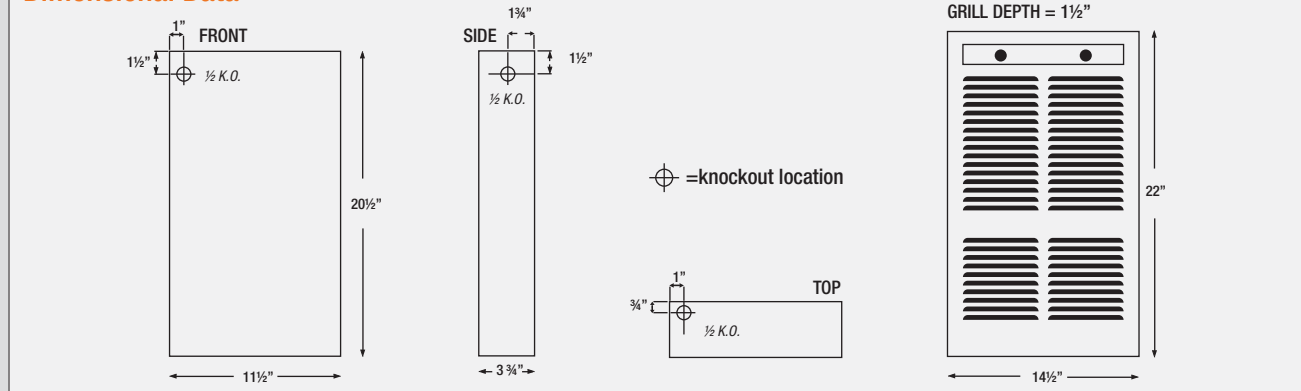 Dimensional Data
1"
FRONT
1½"
½ K.O.
20½"
11½"
1¾"
SIDE
1½"
½ K.O.
3 ¾"
=knockout location
1"
TOP
¾"
½ K.O.
GRILL DEPTH = 1½"
22"
14½"